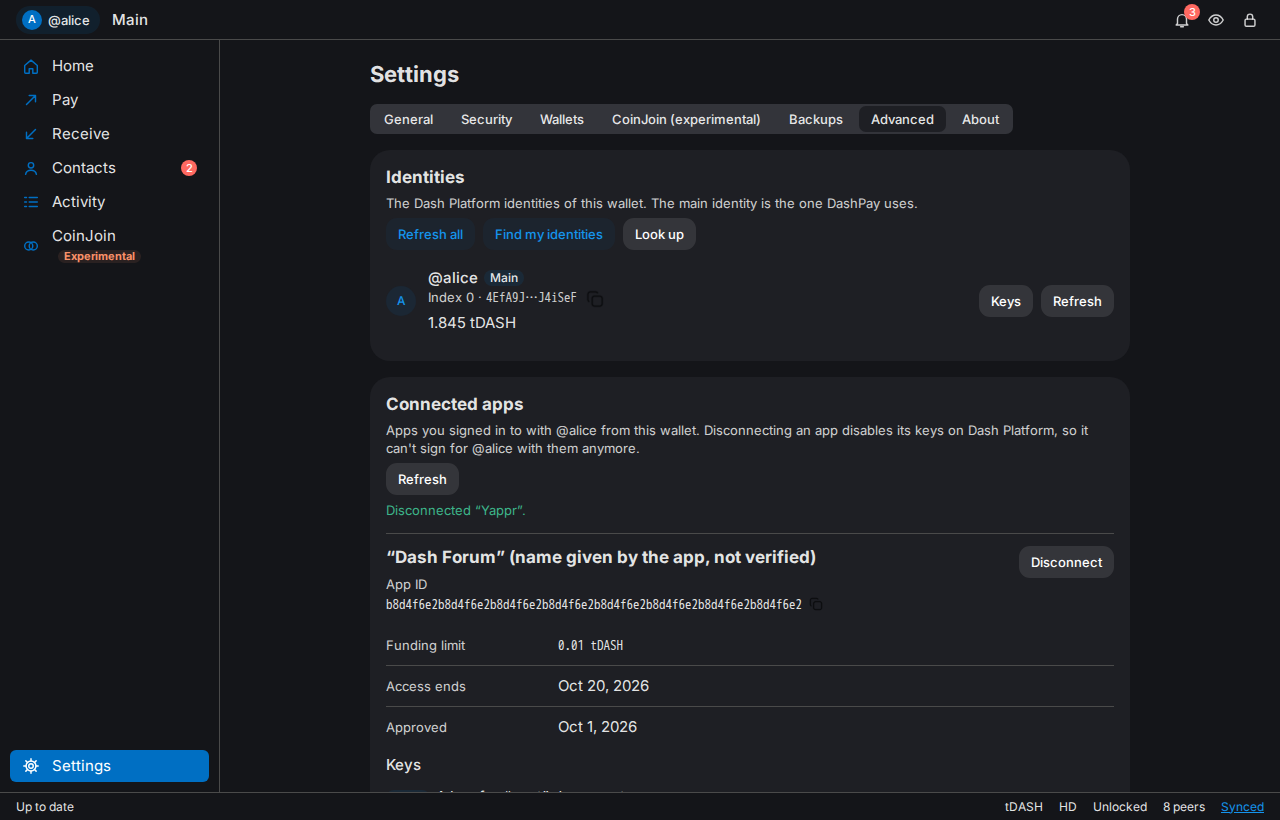 A @alice Main
3
Home
Pay
Receive
Contacts 2
Activity
CoinJoin
Experimental
Settings
Settings
General Security Wallets CoinJoin (experimental) Backups Advanced About
Identities
The Dash Platform identities of this wallet. The main identity is the one DashPay uses.
Refresh all Find my identities Look up
A
@alice Main
Index 0 · 4EfA9J⋯J4iSeF
1.845 tDASH
Keys Refresh
Connected apps
Apps you signed in to with @alice from this wallet. Disconnecting an app disables its keys on Dash Platform, so it
can't sign for @alice with them anymore.
Refresh
Disconnected “Yappr”.
“Dash Forum” (name given by the app, not verified) Disconnect
App ID
b8d4f6e2b8d4f6e2b8d4f6e2b8d4f6e2b8d4f6e2b8d4f6e2b8d4f6e2b8d4f6e2
Funding limit 0.01 tDASH
Access ends Oct 20, 2026
Approved Oct 1, 2026
Keys
Up to date tDASH HD Unlocked 8 peers Synced